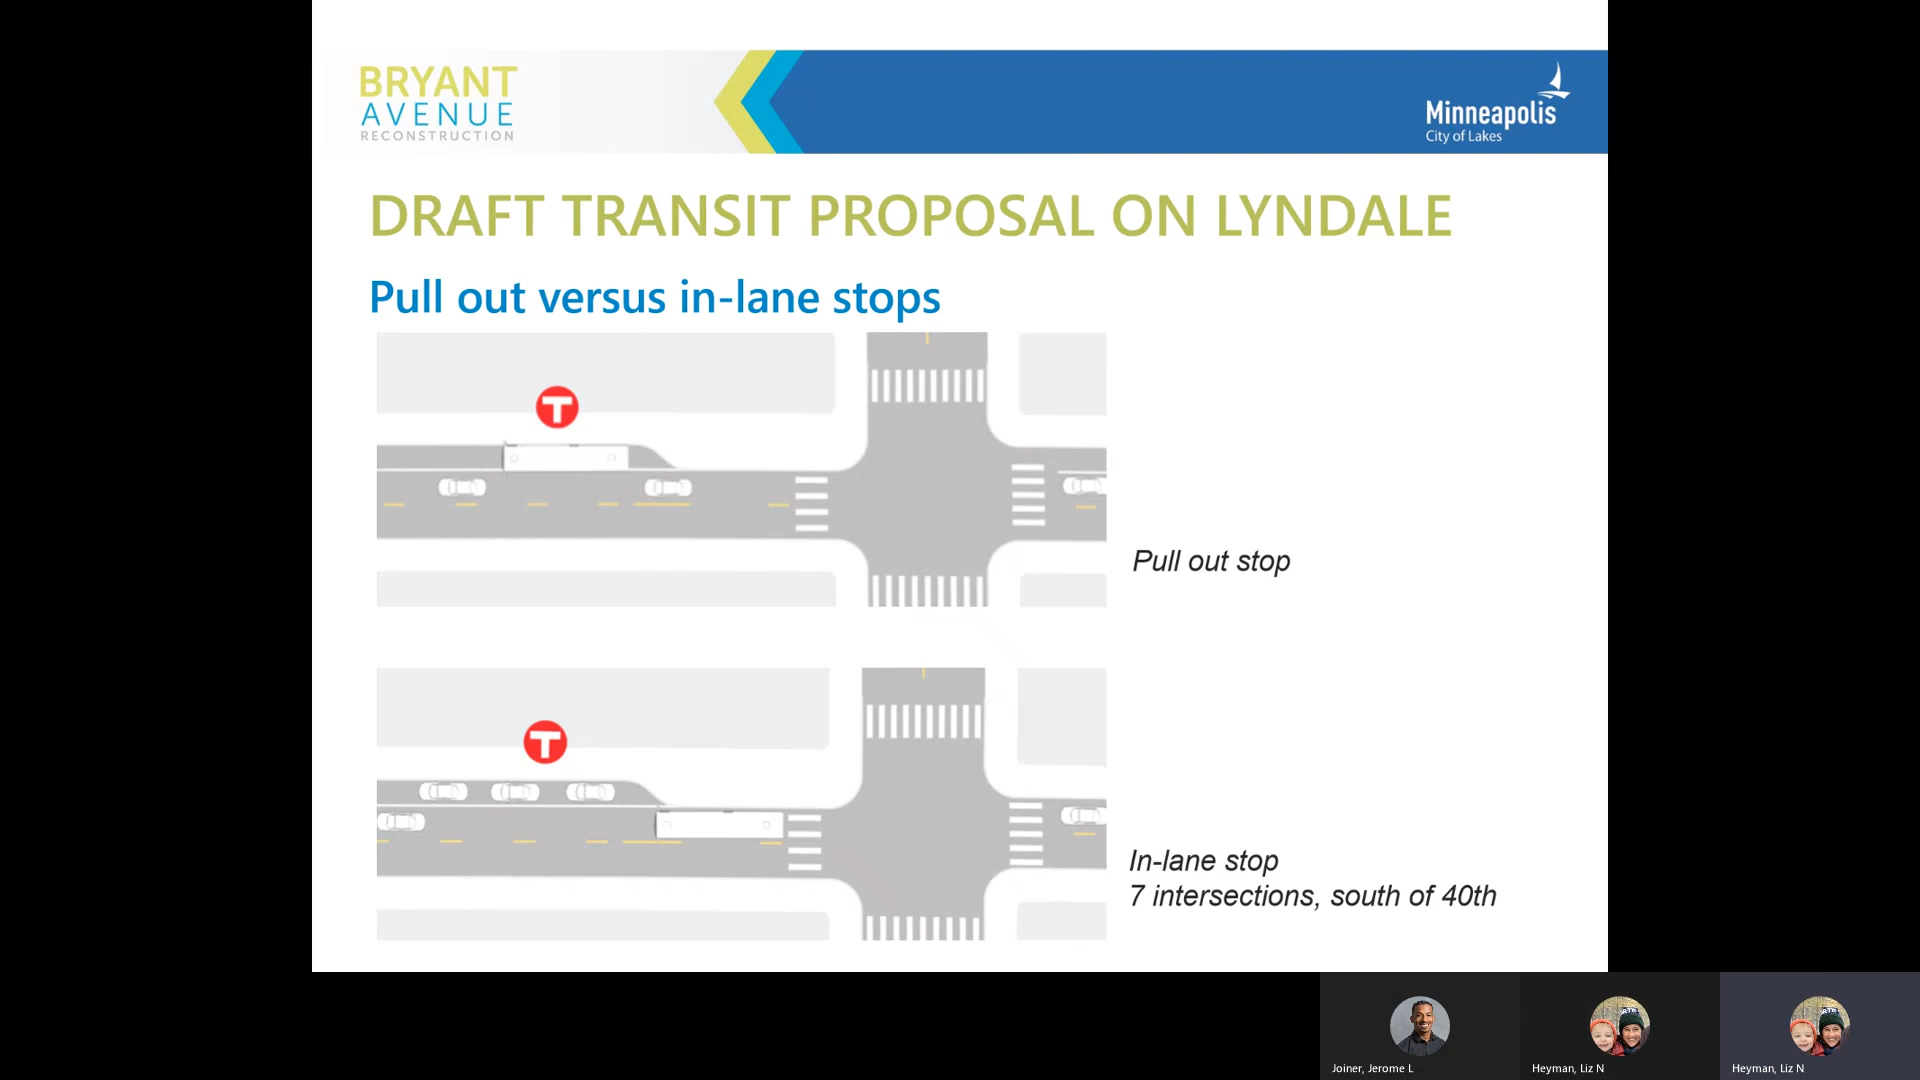 BRYANT
AVENUE
RECONSTRUCTION
Minneapolis
City of Lakes
DRAFT TRANSIT PROPOSAL ON LYNDALE
Pull out versus in-lane stops
T
Pull out stop
T
In-lane stop
7 intersections, south of 40th
Joiner, Jerome L
Heyman, Liz N
Heyman, Liz N